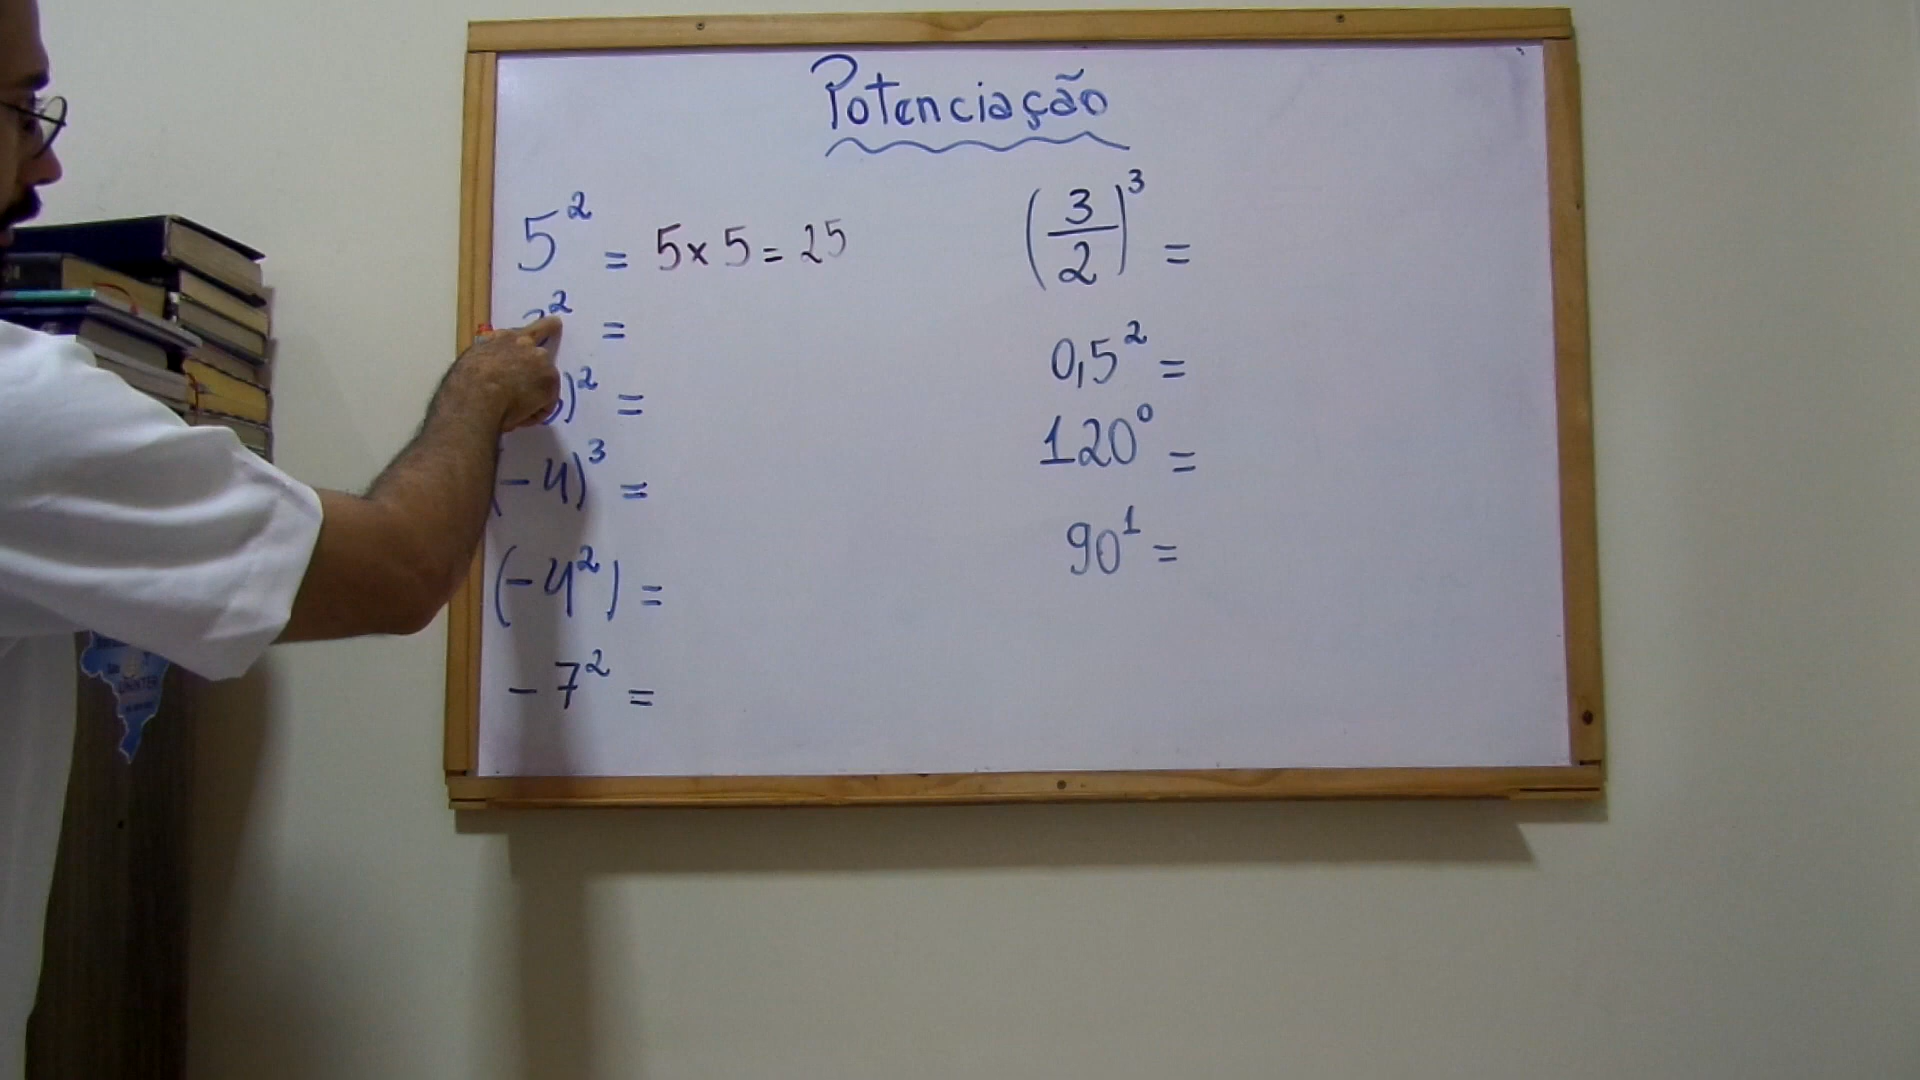 Potenciação
5² = 5 x 5 = 25
² =
)² =
(- 4)³ =
(- 4²) =
- 7² =
(3/2)³ =
0,5² =
120⁰ =
90¹ =